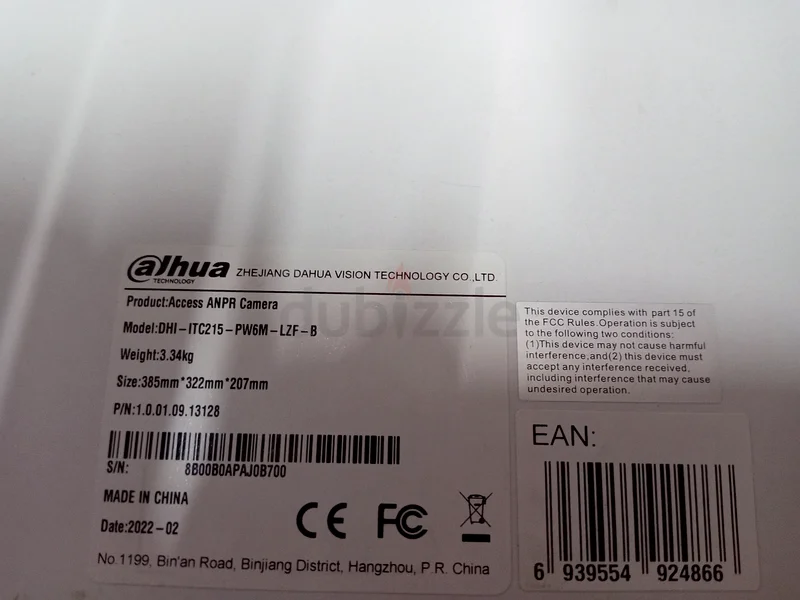 alhua ZHEJIANG DAHUA VISION TECHNOLOGY CO.,LTD.
TECHNOLOGY
Product:Access ANPR Camera
Model:DHI-ITC215-PW6M-LZF-B
Weight:3.34kg
Size:385mm*322mm*207mm
P/N:1.0.01.09.13128
S/N: 8B00B0APAJ0B700
MADE IN CHINA
Date:2022-02
CE FC
No.1199, Bin'an Road, Binjiang District, Hangzhou, P.R. China
dubizzle
This device complies with part 15 of
the FCC Rules.Operation is subject
to the following two conditions:
(1)This device may not cause harmful
interference,and(2) this device must
accept any interference received,
including interference that may cause
undesired operation.
EAN:
6 939554 924866